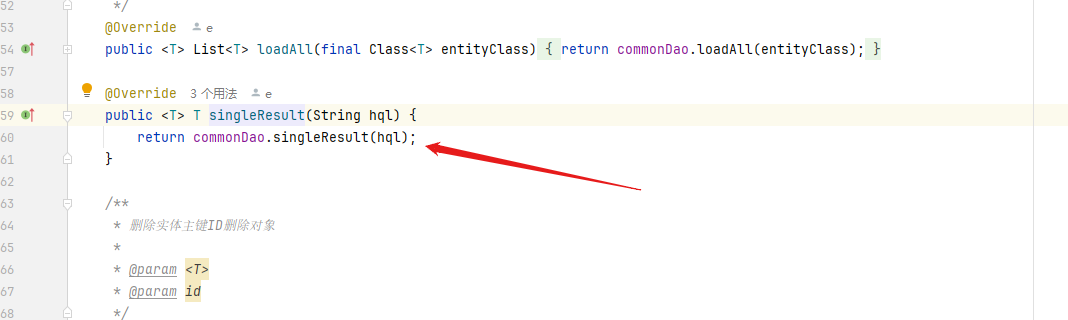 52 */
53 @Override e
54 public <T> List<T> loadAll(final Class<T> entityClass) { return commonDao.loadAll(entityClass); }
57
58 @Override 3 个用法 e
59 public <T> T singleResult(String hql) {
60 return commonDao.singleResult(hql);
61 }
62
63 /**
64 * 删除实体主键ID删除对象
65 *
66 * @param <T>
67 * @param id
68 */